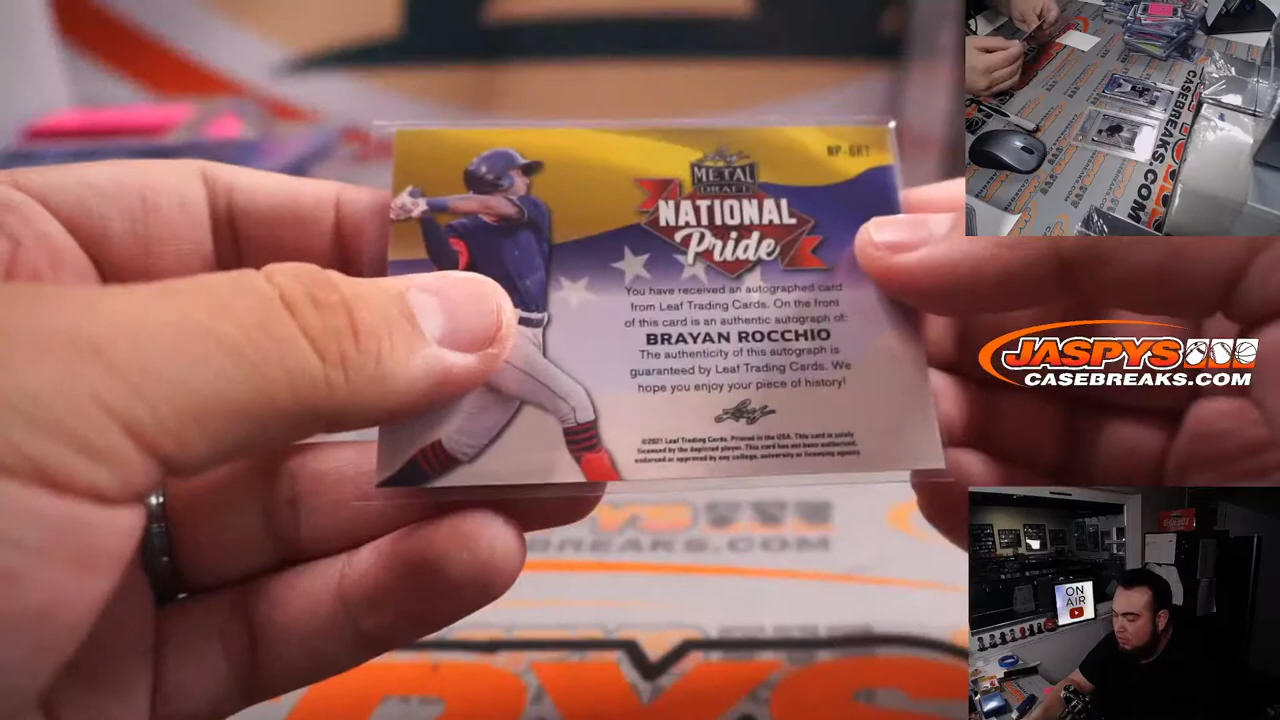 NP-BR1
METAL
DRAFT
NATIONAL
Pride
You have received an autographed card
from Leaf Trading Cards. On the front
of this card is an authentic autograph of:
BRAYAN ROCCHIO
The authenticity of this autograph is
guaranteed by Leaf Trading Cards. We
hope you enjoy your piece of history!
Leaf
©2021 Leaf Trading Cards. Printed in the USA. This card is solely
licensed by the depicted player. This card has not been authorized,
endorsed or approved by any college, university or licensing agents
JASPYS
CASEBREAKS.COM
CASEBREAKS.COM
ON
AIR